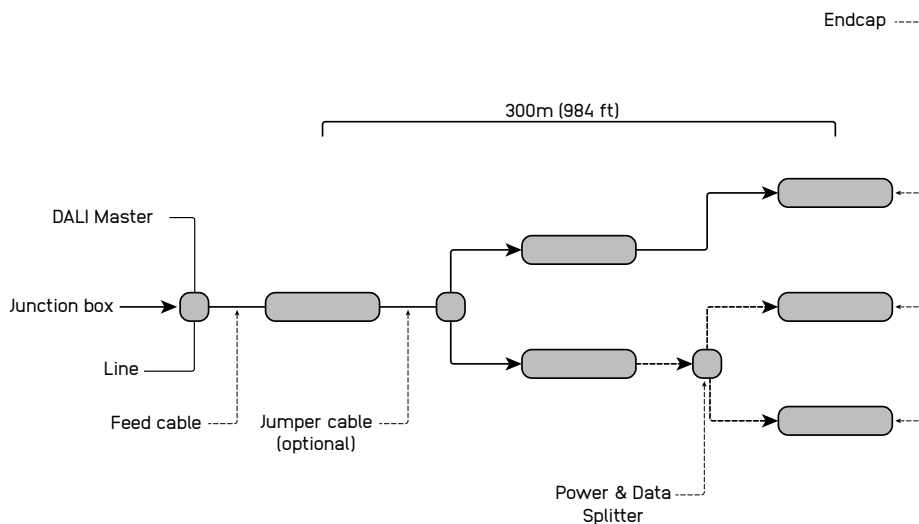 Endcap
300m (984 ft)
DALI Master
Junction box
Line
Feed cable
Jumper cable
(optional)
Power & Data
Splitter